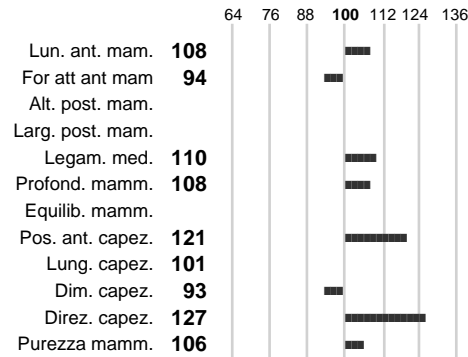 64 76 88 100 112 124 136
Lun. ant. mam. 108
For att ant mam 94
Alt. post. mam.
Larg. post. mam.
Legam. med. 110
Profond. mamm. 108
Equilib. mamm.
Pos. ant. capez. 121
Lung. capez. 101
Dim. capez. 93
Direz. capez. 127
Purezza mamm. 106